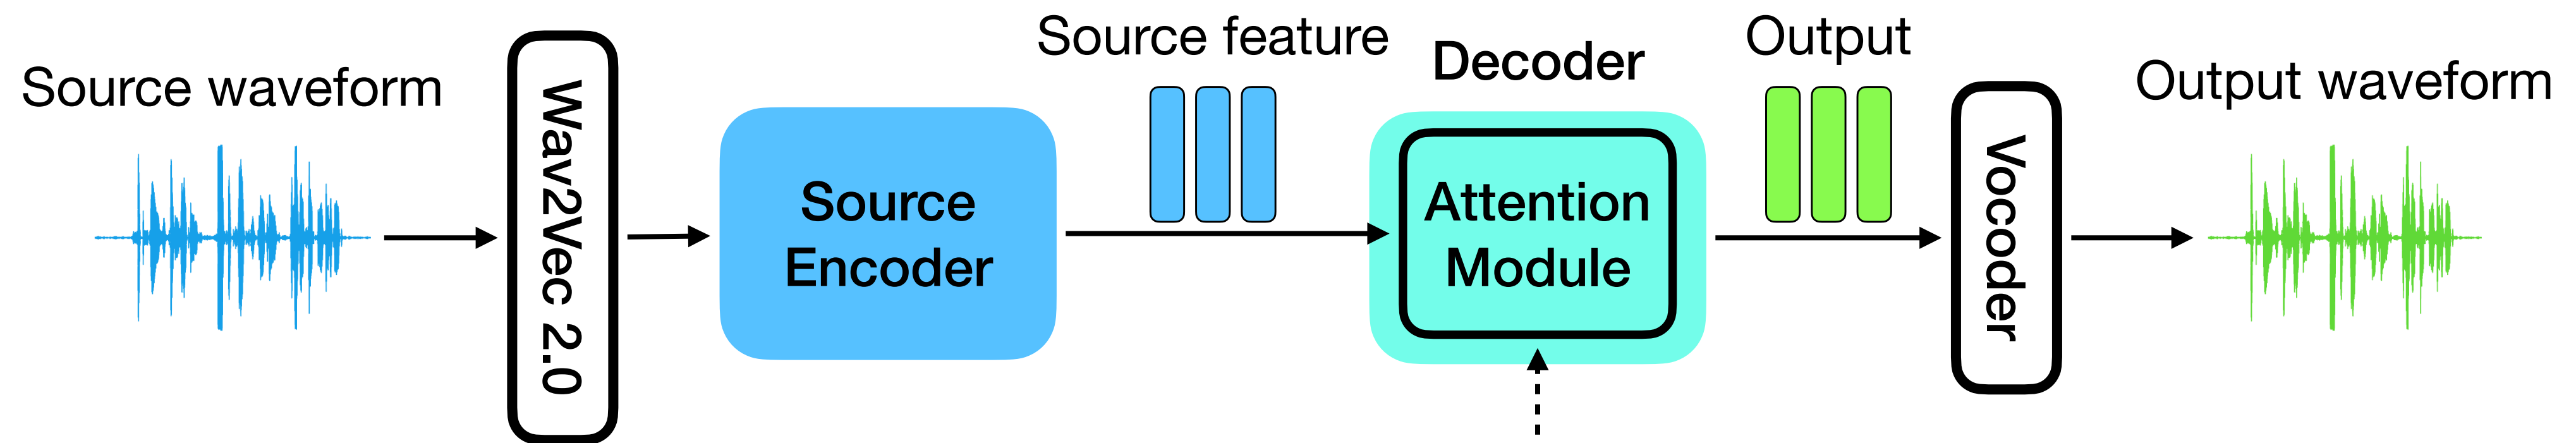 Source waveform
Wav2Vec 2.0
Source
Encoder
Source feature
Decoder
Attention
Module
Output
Vocoder
Output waveform